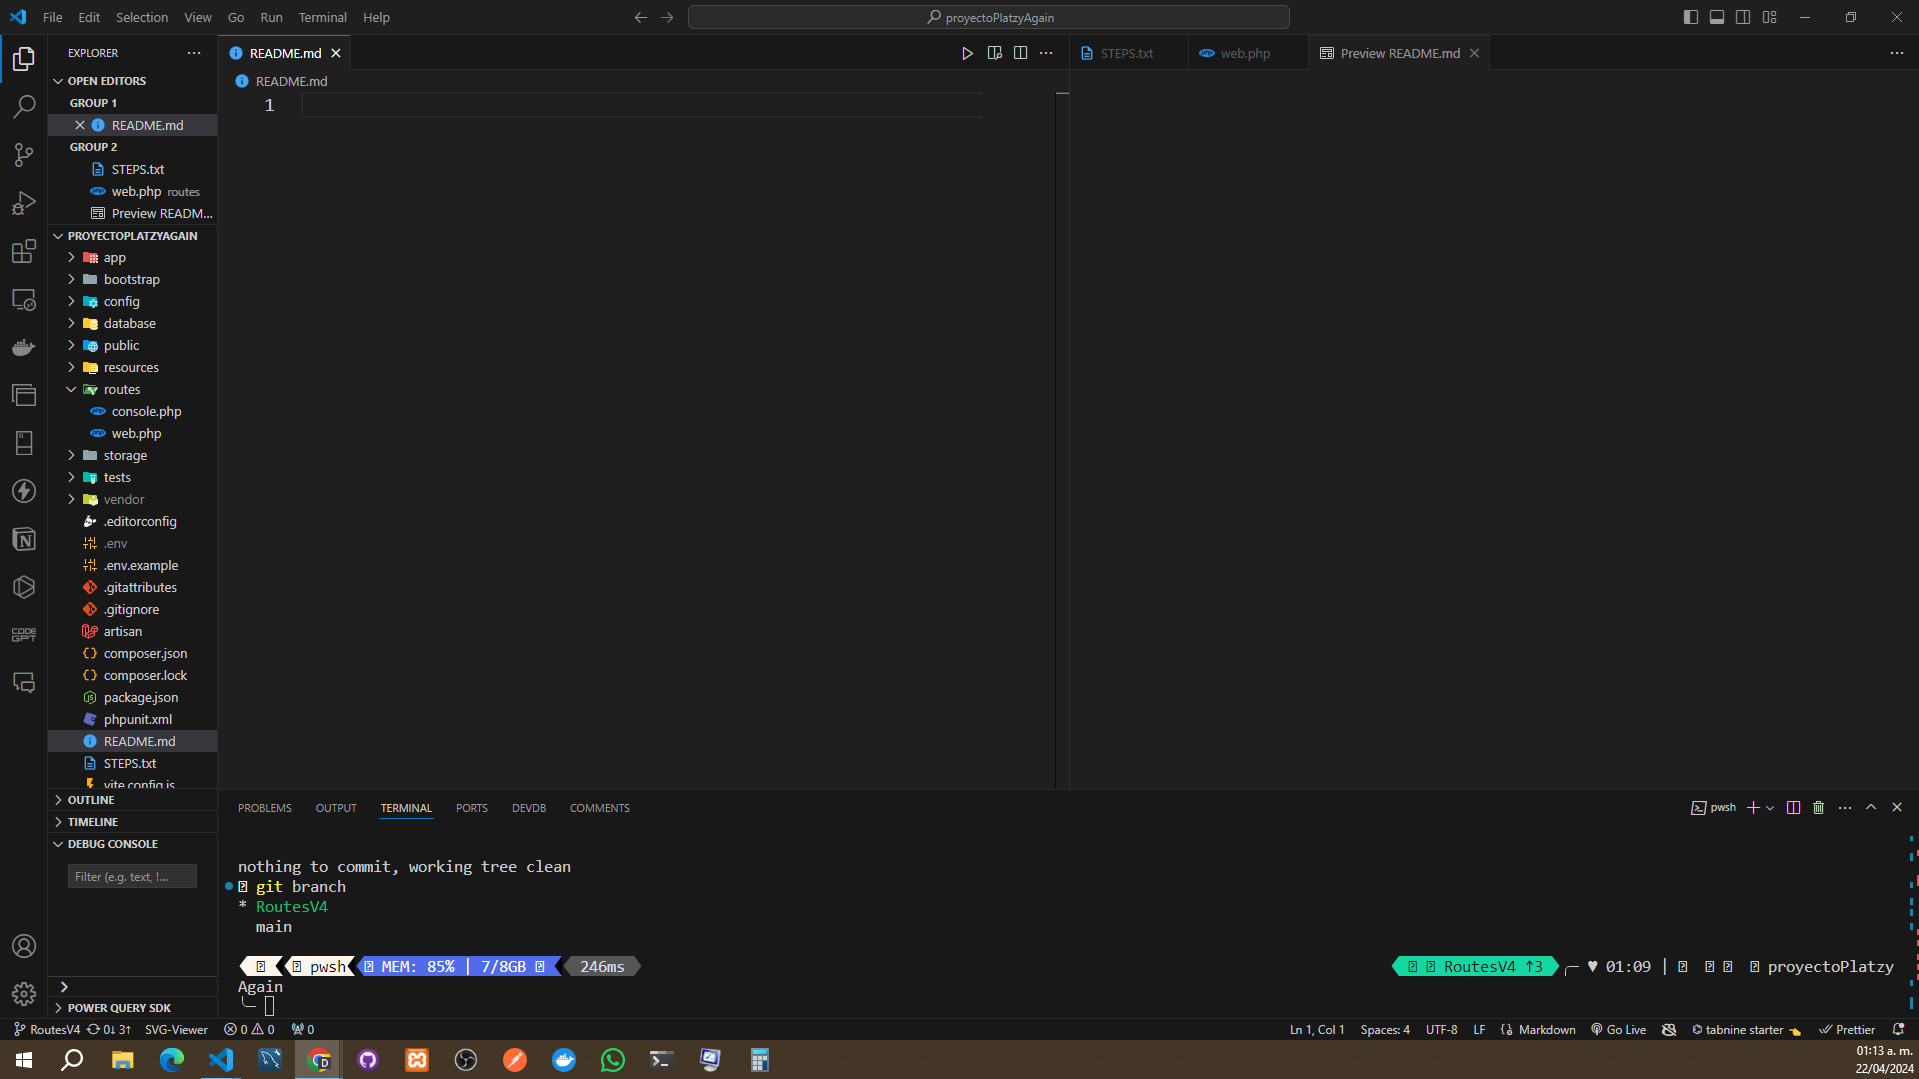 File Edit Selection View Go Run Terminal Help
proyectoPlatzyAgain
EXPLORER
OPEN EDITORS
GROUP 1
README.md
GROUP 2
STEPS.txt
web.php routes
Preview READM...
PROYECTOPLATZYAGAIN
app
bootstrap
config
database
public
resources
routes
console.php
web.php
storage
tests
vendor
.editorconfig
.env
.env.example
.gitattributes
.gitignore
artisan
composer.json
composer.lock
package.json
phpunit.xml
README.md
STEPS.txt
vite.config.js
OUTLINE
TIMELINE
DEBUG CONSOLE
Filter (e.g. text, !...
POWER QUERY SDK
CODE
GPT
README.md
README.md
1
STEPS.txt
web.php
Preview README.md
PROBLEMS OUTPUT TERMINAL PORTS DEVDB COMMENTS
pwsh
nothing to commit, working tree clean
git branch
* RoutesV4
main
pwsh MEM: 85% | 7/8GB 246ms RoutesV4 ↑3 ╭─ ♥ 01:09 | proyectoPlatzy
Again
╰─
RoutesV4 0↓ 3↑ SVG-Viewer 0 0 0 Ln 1, Col 1 Spaces: 4 UTF-8 LF Markdown Go Live tabnine starter Prettier
01:13 a. m.
22/04/2024